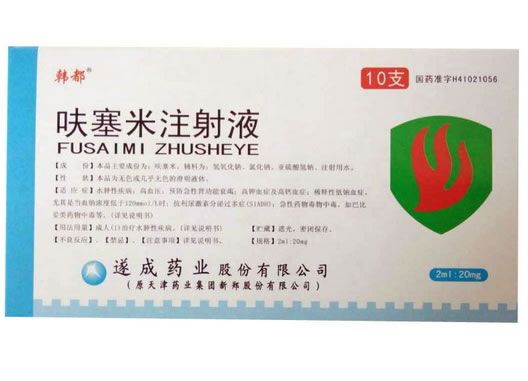 韩都®
10支
国药准字H41021056
呋塞米注射液
FUSAIMI ZHUSHEYE
【成  份】本品主要成份为：呋塞米。辅料为：氢氧化钠、氯化钠、亚硫酸氢钠、注射用水。
【性  状】本品为无色或几乎无色的澄明液体。
【适 应 症】水肿性疾病；高血压；预防急性肾功能衰竭；高钾血症及高钙血症；稀释性低钠血症，
尤其是当血钠浓度低于120mmol/L时；抗利尿激素分泌过多症(SIADH)；急性药物毒物中毒，如巴比
妥类药物中毒等。（详见说明书）
【用法用量】成人(1)治疗水肿性疾病。（详见说明书）
【贮藏】遮光，密闭保存。
【不良反应】、【禁忌】、【注意事项】详见说明书。
【规格】2ml:20mg
遂成药业股份有限公司
（原天津药业集团新郑股份有限公司）
2ml:20mg